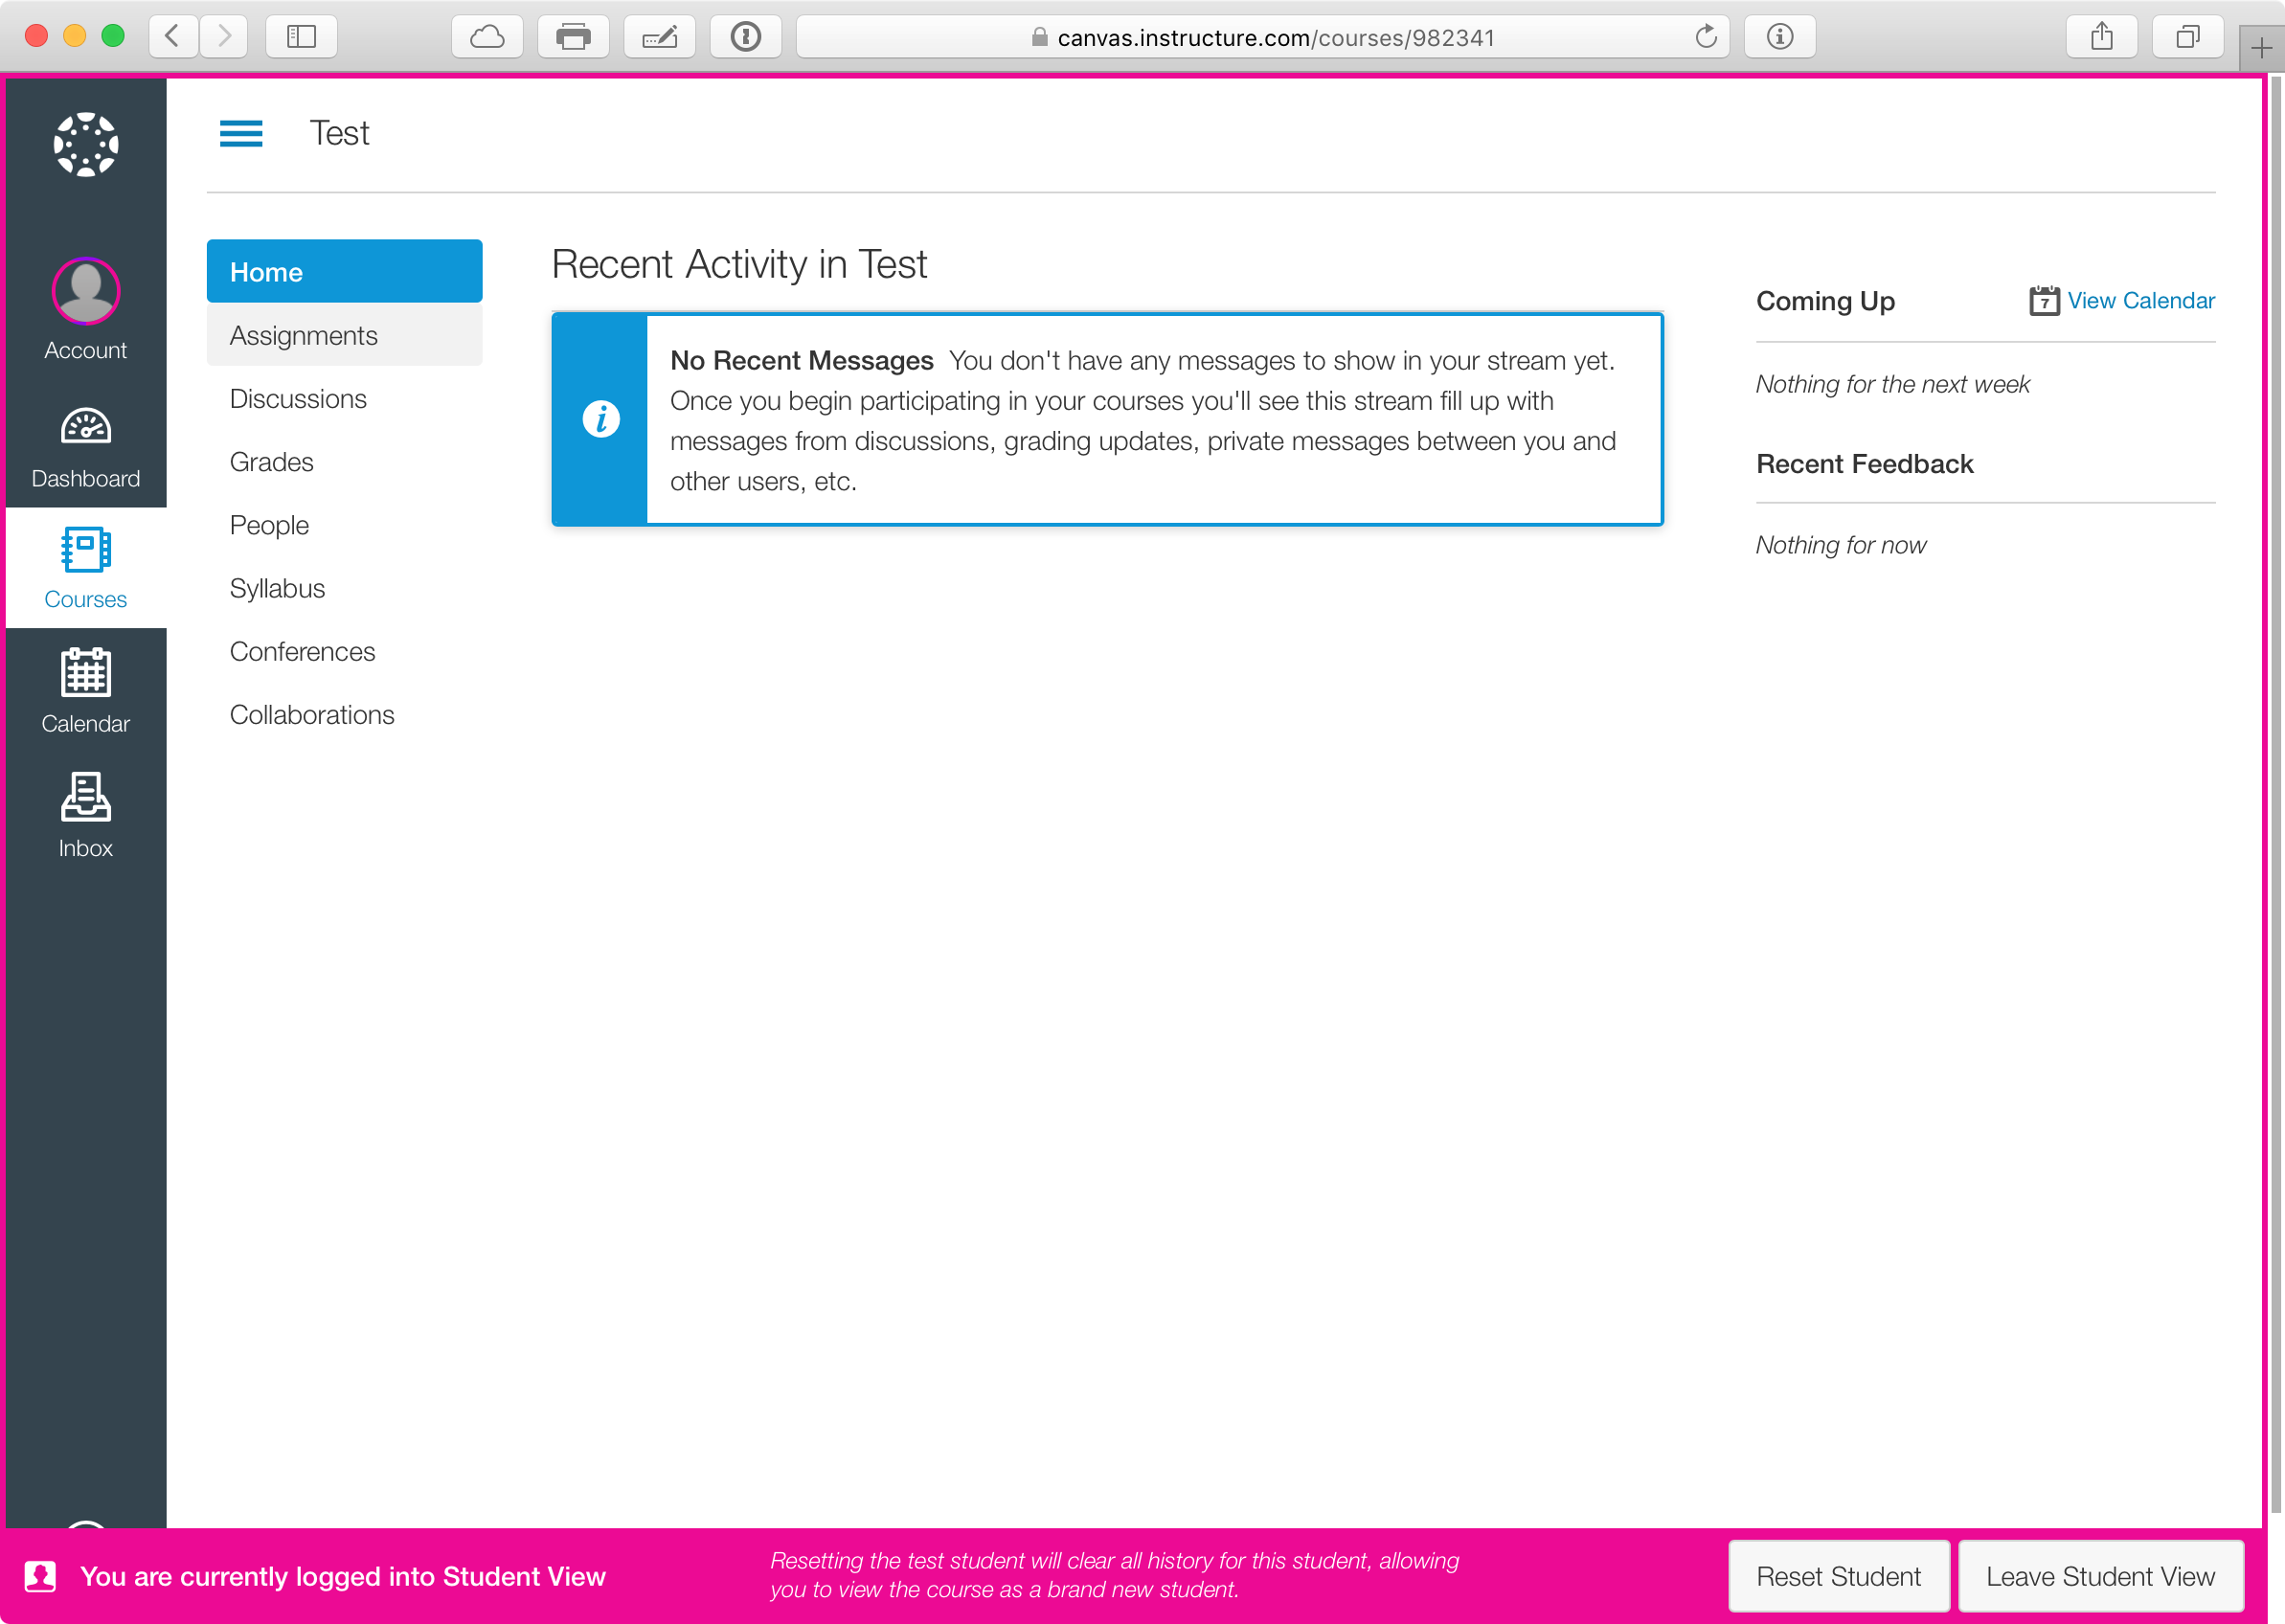 canvas.instructure.com/courses/982341
Test
Account
Dashboard
Courses
Calendar
Inbox
Home
Assignments
Discussions
Grades
People
Syllabus
Conferences
Collaborations
Recent Activity in Test
No Recent Messages You don't have any messages to show in your stream yet.
Once you begin participating in your courses you'll see this stream fill up with
messages from discussions, grading updates, private messages between you and
other users, etc.
Coming Up
7
View Calendar
Nothing for the next week
Recent Feedback
Nothing for now
You are currently logged into Student View
Resetting the test student will clear all history for this student, allowing
you to view the course as a brand new student.
Reset Student
Leave Student View